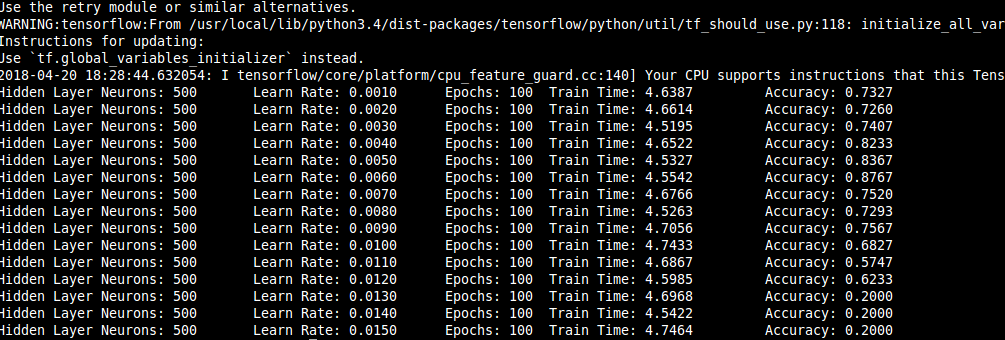 Use the retry module or similar alternatives.
WARNING:tensorflow:From /usr/local/lib/python3.4/dist-packages/tensorflow/python/util/tf_should_use.py:118: initialize_all_var
Instructions for updating:
Use `tf.global_variables_initializer` instead.
2018-04-20 18:28:44.632054: I tensorflow/core/platform/cpu_feature_guard.cc:140] Your CPU supports instructions that this Tens
Hidden Layer Neurons: 500 Learn Rate: 0.0010 Epochs: 100 Train Time: 4.6387 Accuracy: 0.7327
Hidden Layer Neurons: 500 Learn Rate: 0.0020 Epochs: 100 Train Time: 4.6614 Accuracy: 0.7260
Hidden Layer Neurons: 500 Learn Rate: 0.0030 Epochs: 100 Train Time: 4.5195 Accuracy: 0.7407
Hidden Layer Neurons: 500 Learn Rate: 0.0040 Epochs: 100 Train Time: 4.6522 Accuracy: 0.8233
Hidden Layer Neurons: 500 Learn Rate: 0.0050 Epochs: 100 Train Time: 4.5327 Accuracy: 0.8367
Hidden Layer Neurons: 500 Learn Rate: 0.0060 Epochs: 100 Train Time: 4.5542 Accuracy: 0.8767
Hidden Layer Neurons: 500 Learn Rate: 0.0070 Epochs: 100 Train Time: 4.6766 Accuracy: 0.7520
Hidden Layer Neurons: 500 Learn Rate: 0.0080 Epochs: 100 Train Time: 4.5263 Accuracy: 0.7293
Hidden Layer Neurons: 500 Learn Rate: 0.0090 Epochs: 100 Train Time: 4.7056 Accuracy: 0.7567
Hidden Layer Neurons: 500 Learn Rate: 0.0100 Epochs: 100 Train Time: 4.7433 Accuracy: 0.6827
Hidden Layer Neurons: 500 Learn Rate: 0.0110 Epochs: 100 Train Time: 4.6867 Accuracy: 0.5747
Hidden Layer Neurons: 500 Learn Rate: 0.0120 Epochs: 100 Train Time: 4.5985 Accuracy: 0.6233
Hidden Layer Neurons: 500 Learn Rate: 0.0130 Epochs: 100 Train Time: 4.6968 Accuracy: 0.2000
Hidden Layer Neurons: 500 Learn Rate: 0.0140 Epochs: 100 Train Time: 4.5422 Accuracy: 0.2000
Hidden Layer Neurons: 500 Learn Rate: 0.0150 Epochs: 100 Train Time: 4.7464 Accuracy: 0.2000